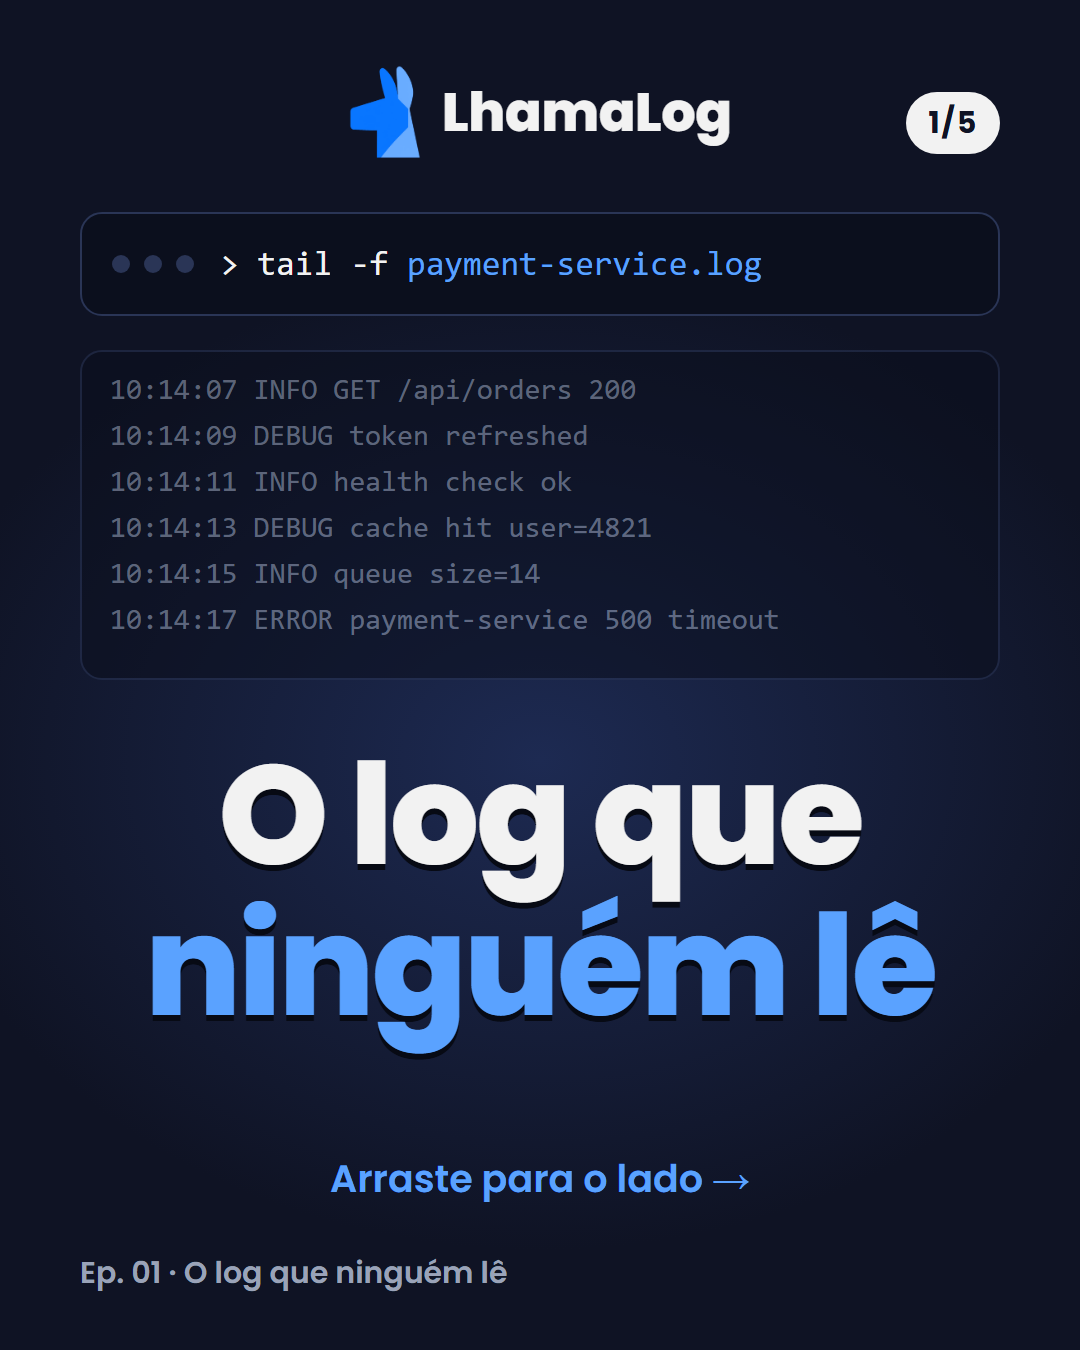 LhamaLog
1/5
> tail -f payment-service.log
10:14:07 INFO GET /api/orders 200
10:14:09 DEBUG token refreshed
10:14:11 INFO health check ok
10:14:13 DEBUG cache hit user=4821
10:14:15 INFO queue size=14
10:14:17 ERROR payment-service 500 timeout
O log que
ninguém lê
Arraste para o lado →
Ep. 01 · O log que ninguém lê